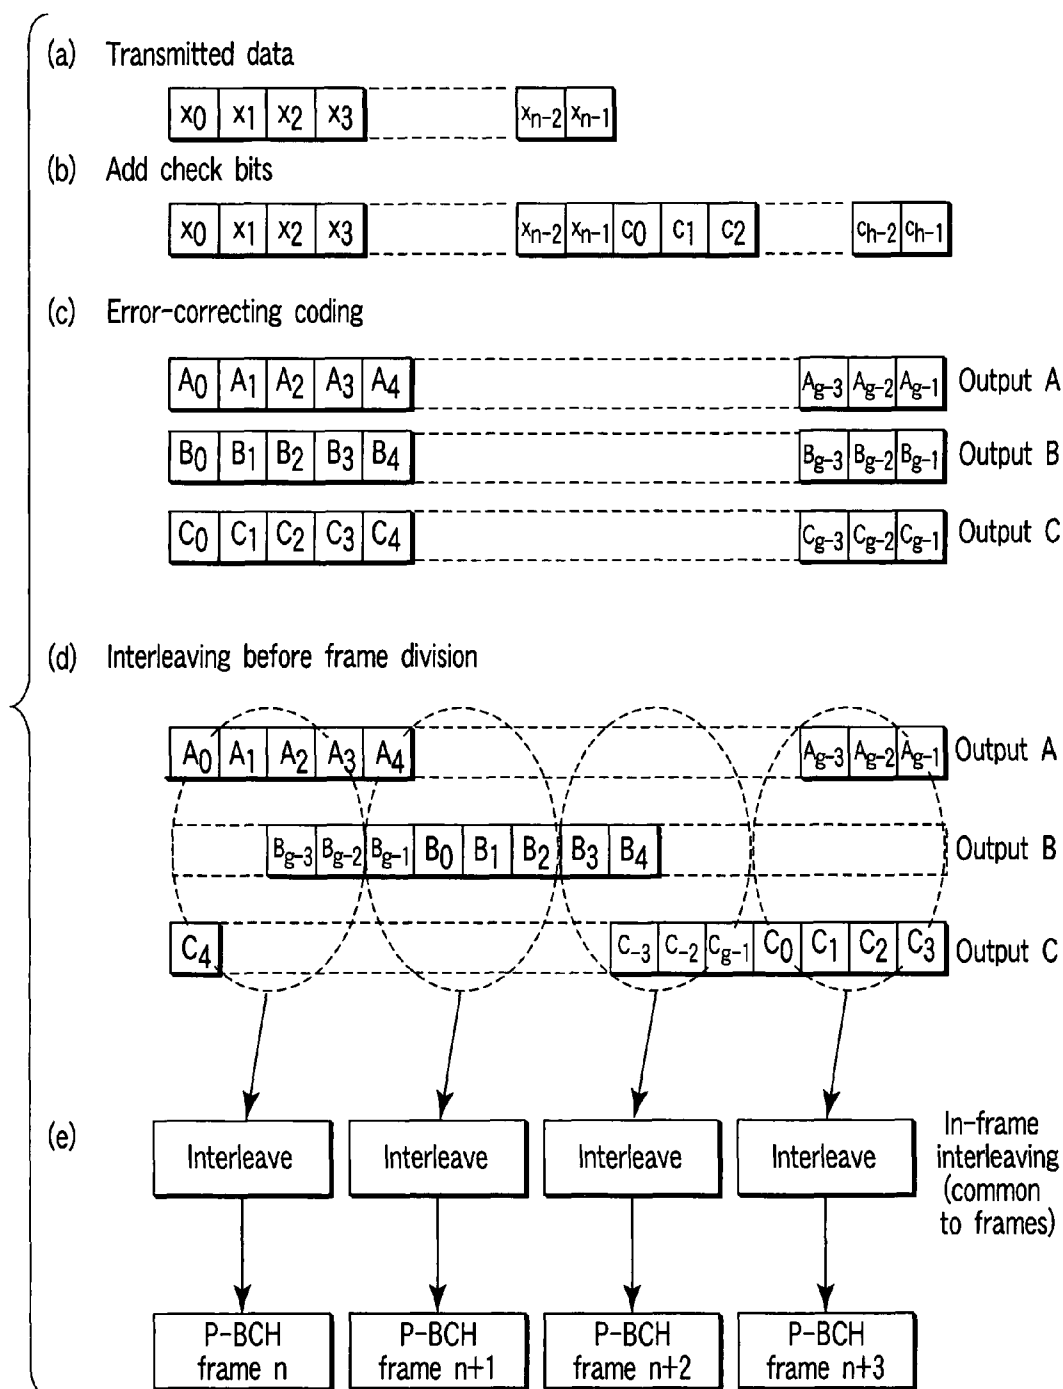 (a) Transmitted data
x0 x1 x2 x3 xn-2 xn-1
(b) Add check bits
x0 x1 x2 x3 xn-2 xn-1 c0 c1 c2 ch-2 ch-1
(c) Error-correcting coding
A0 A1 A2 A3 A4 Ag-3 Ag-2 Ag-1 Output A
B0 B1 B2 B3 B4 Bg-3 Bg-2 Bg-1 Output B
C0 C1 C2 C3 C4 Cg-3 Cg-2 Cg-1 Output C
(d) Interleaving before frame division
A0 A1 A2 A3 A4 Ag-3 Ag-2 Ag-1 Output A
Bg-3 Bg-2 Bg-1 B0 B1 B2 B3 B4 Output B
C4 C-3 C-2 Cg-1 C0 C1 C2 C3 Output C
(e)
Interleave Interleave Interleave Interleave
In-frame
interleaving
(common
to frames)
P-BCH
frame n
P-BCH
frame n+1
P-BCH
frame n+2
P-BCH
frame n+3